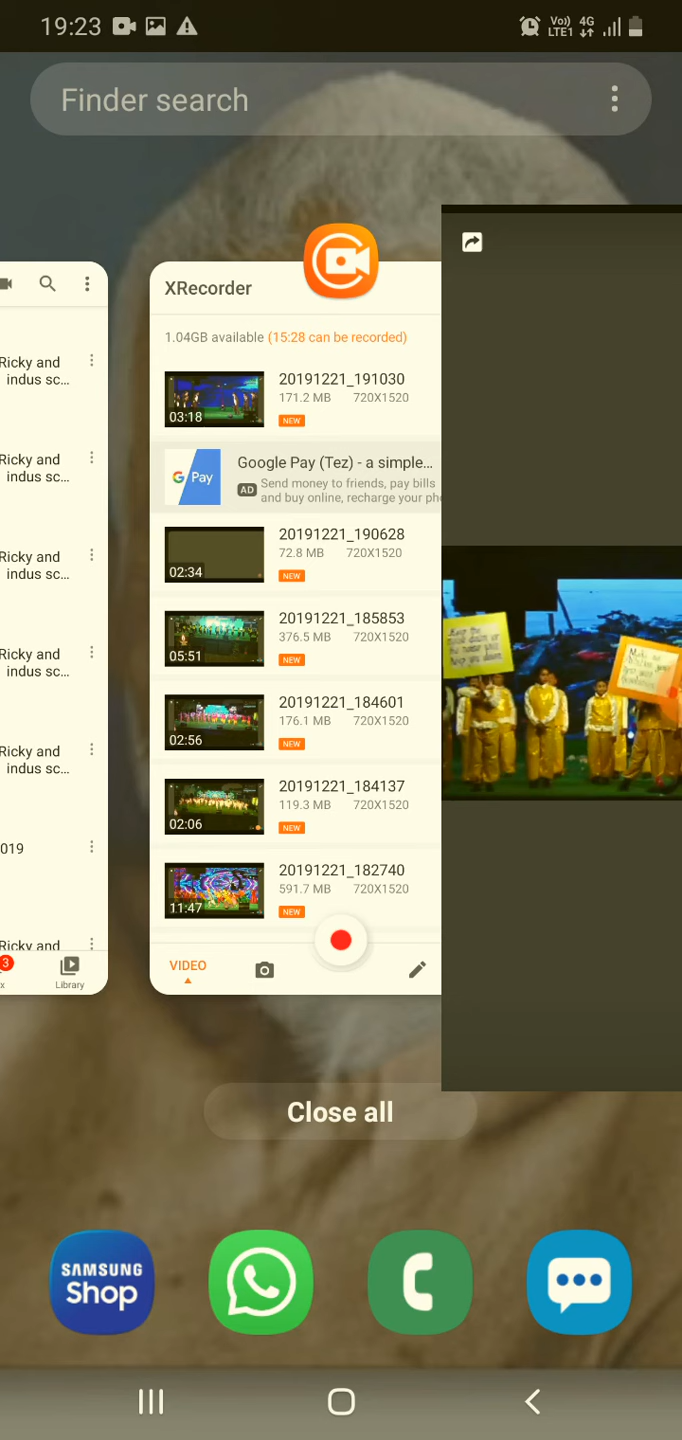 19:23
Vo)) 4G
LTE1
Finder search
Ricky and
indus sc...
Ricky and
indus sc...
Ricky and
indus sc...
Ricky and
indus sc...
Ricky and
indus sc...
019
Ricky and
3
x
Library
XRecorder
1.04GB available (15:28 can be recorded)
03:18
20191221_191030
171.2 MB 720X1520
NEW
G Pay
Google Pay (Tez) - a simple...
AD Send money to friends, pay bills
and buy online, recharge your pho
02:34
20191221_190628
72.8 MB 720X1520
NEW
05:51
20191221_185853
376.5 MB 720X1520
NEW
02:56
20191221_184601
176.1 MB 720X1520
NEW
02:06
20191221_184137
119.3 MB 720X1520
NEW
11:47
20191221_182740
591.7 MB 720X1520
NEW
VIDEO
Close all
SAMSUNG
Shop